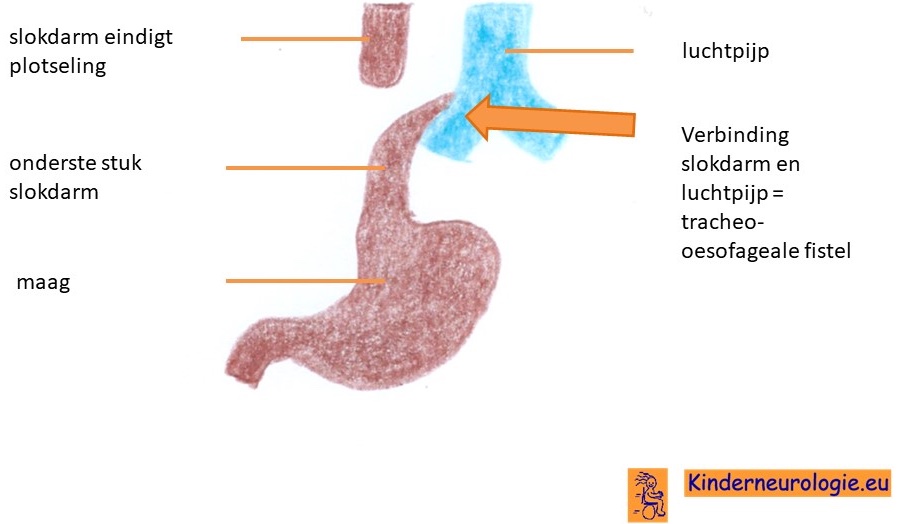 slokdarm eindigt
plotseling
luchtpijp
onderste stuk
slokdarm
Verbinding
slokdarm en
luchtpijp =
tracheo-
oesofageale fistel
maag
Kinderneurologie.eu